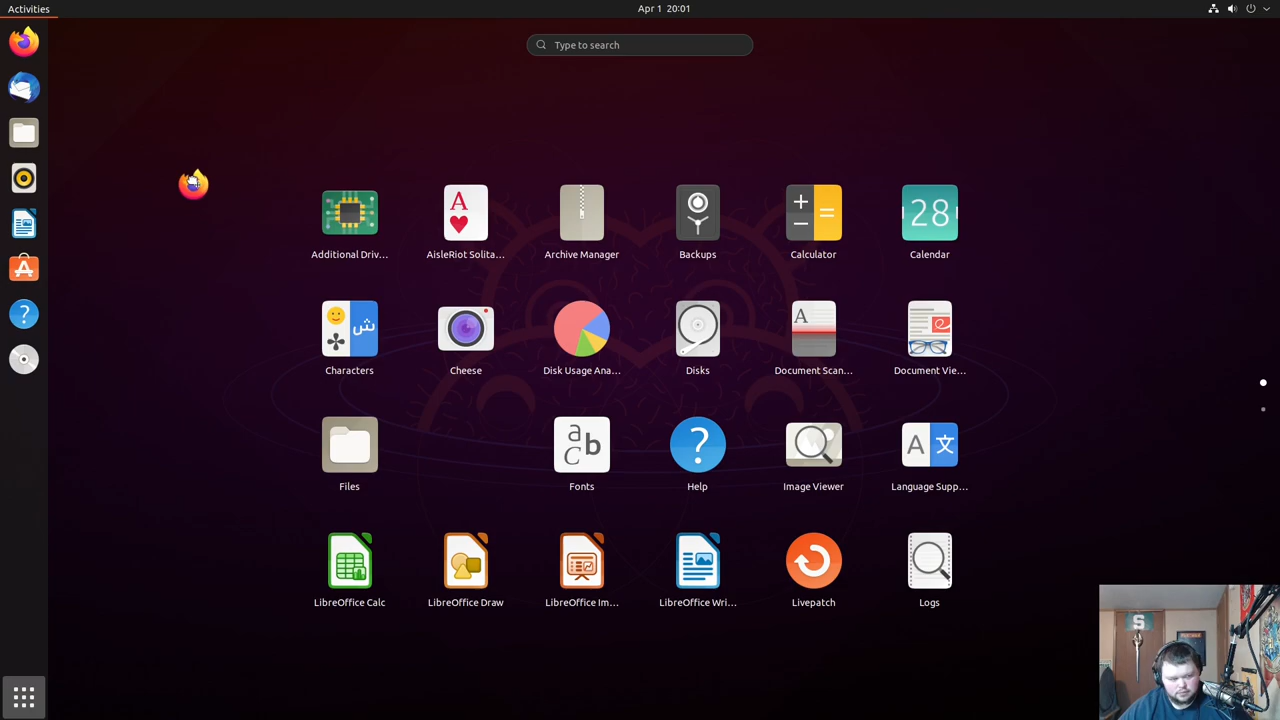 Activities
Apr 1 20:01
Type to search
Additional Driv...
AisleRiot Solita...
Archive Manager
Backups
Calculator
Calendar
Characters
Cheese
Disk Usage Ana...
Disks
Document Scan...
Document Vie...
Files
Fonts
Help
Image Viewer
Language Supp...
LibreOffice Calc
LibreOffice Draw
LibreOffice Im...
LibreOffice Wri...
Livepatch
Logs